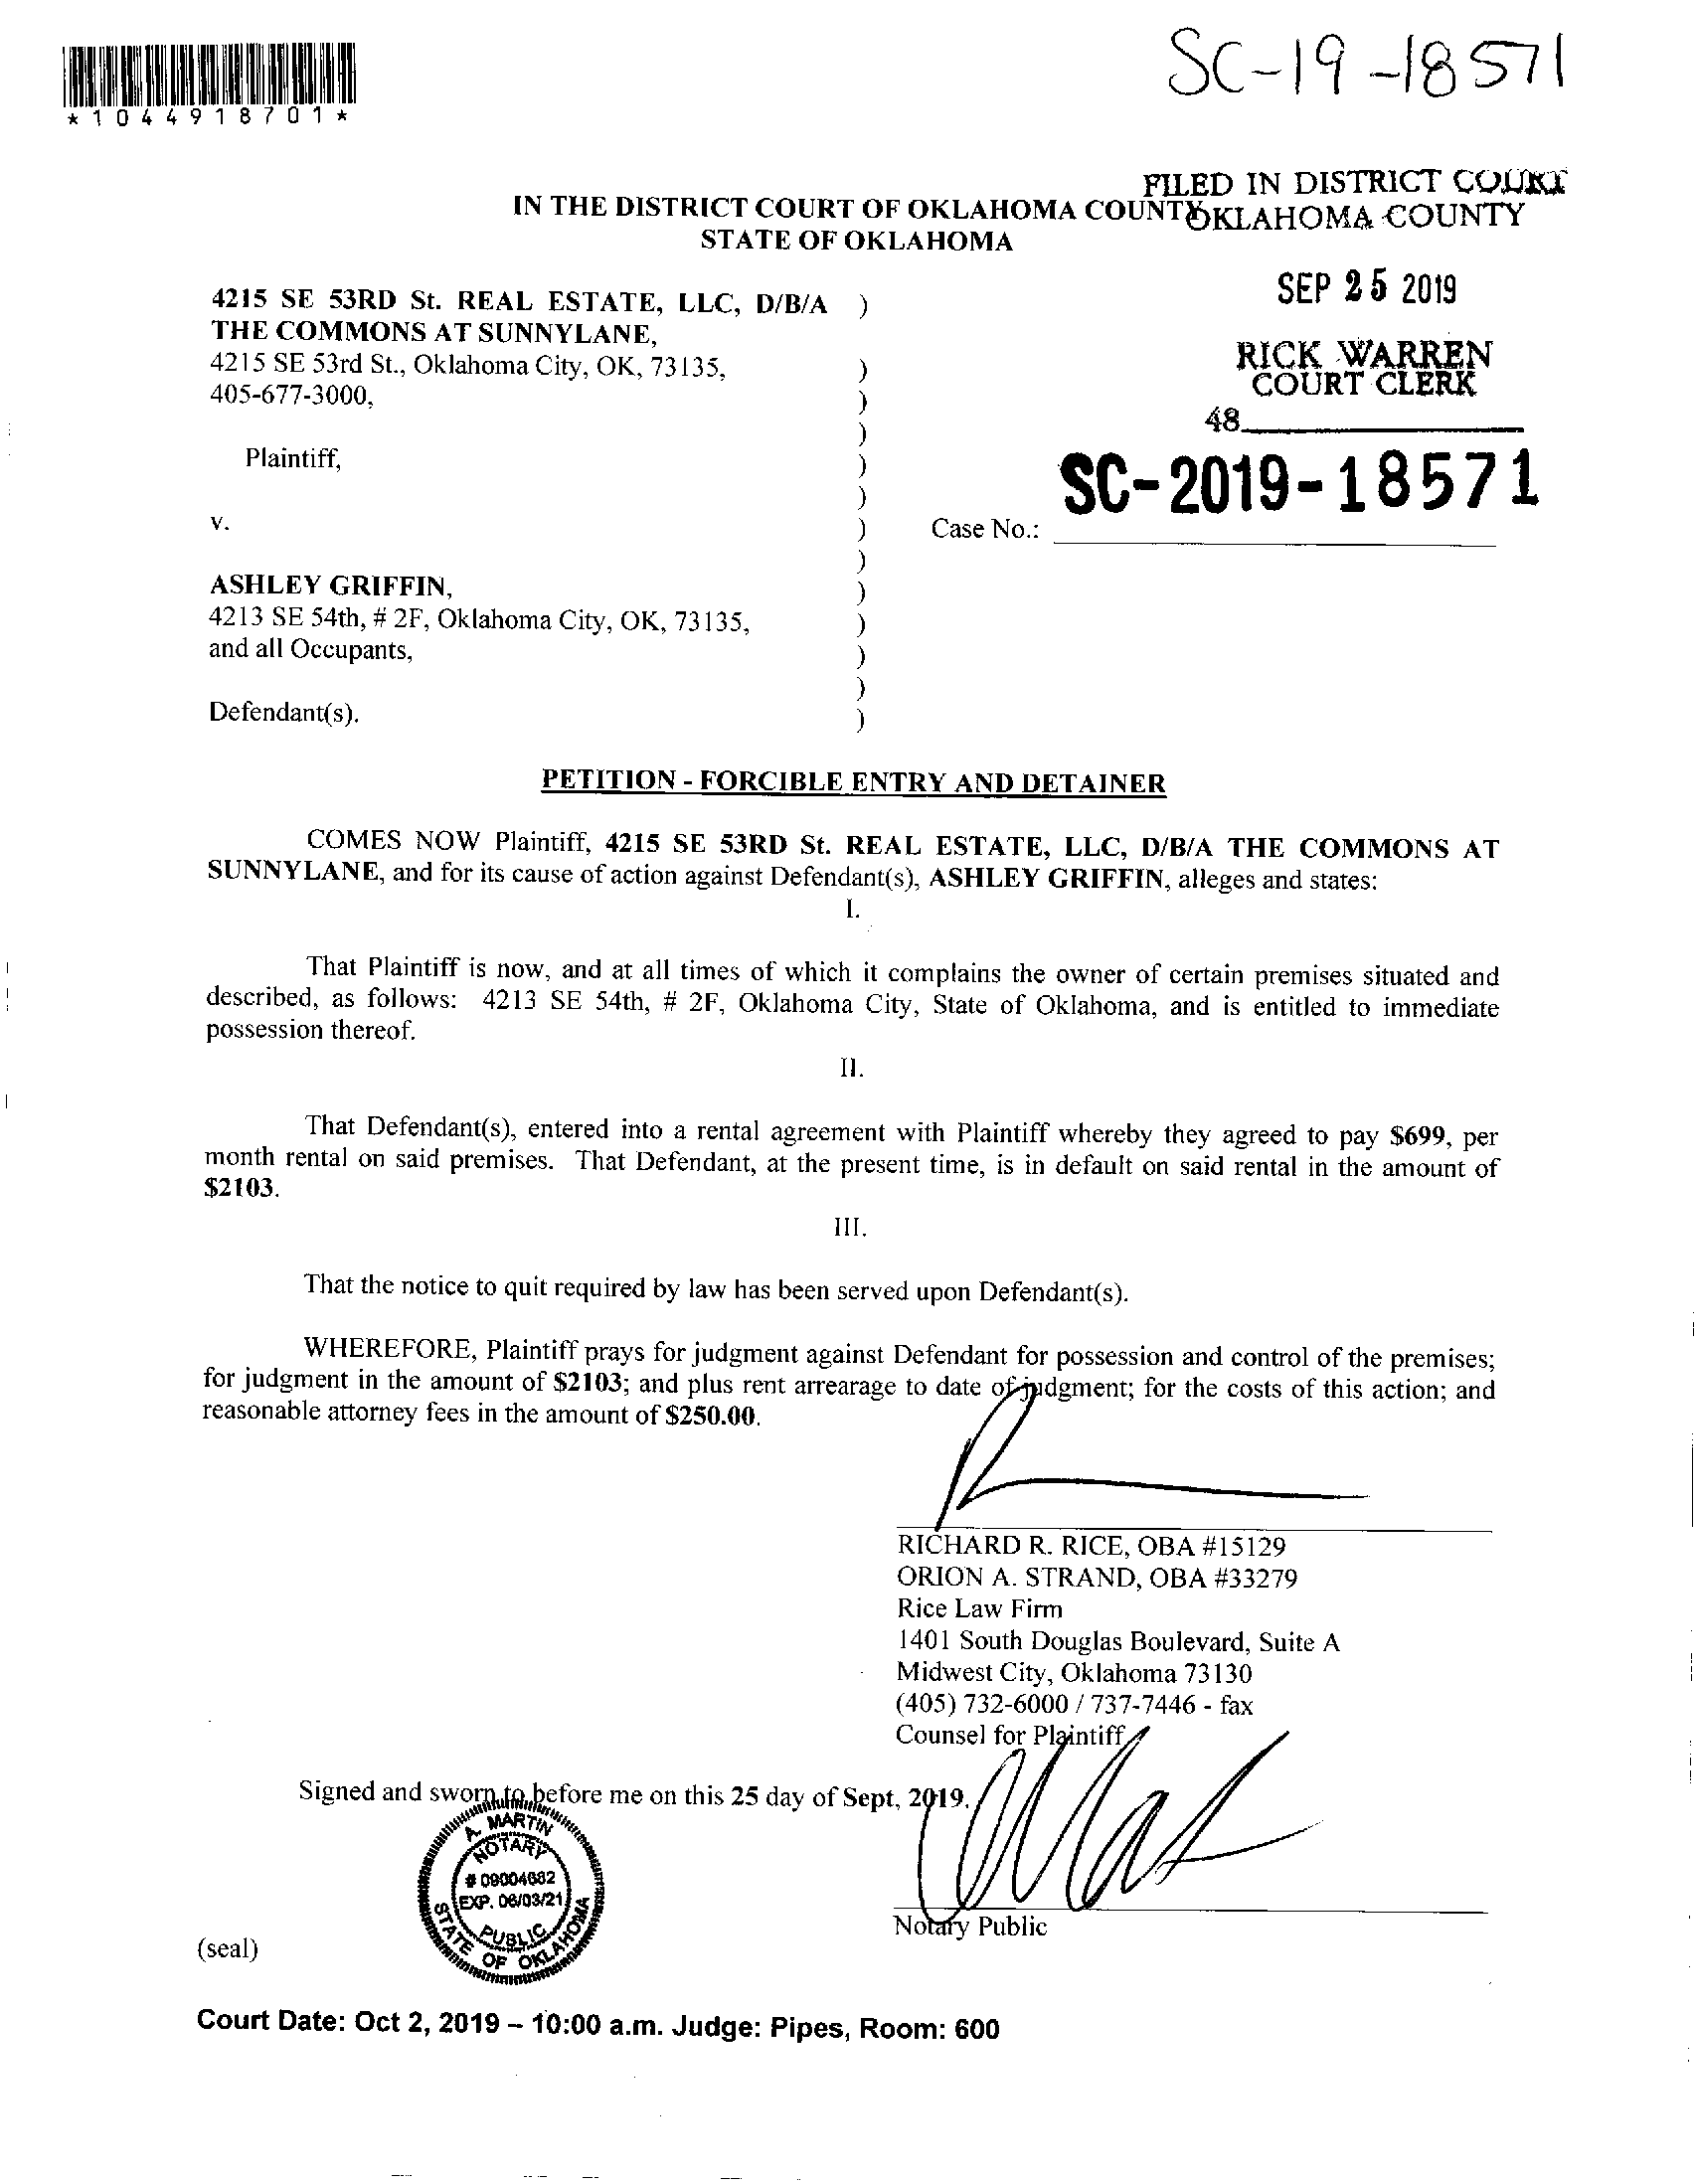 SC-19-18571
*1044918701*
FILED IN DISTRICT COURT
IN THE DISTRICT COURT OF OKLAHOMA COUNTY
OKLAHOMA COUNTY
STATE OF OKLAHOMA
SEP 25 2019
RICK WARREN
COURT CLERK
48
SC-2019-18571
4215 SE 53RD St. REAL ESTATE, LLC, D/B/A )
THE COMMONS AT SUNNYLANE,
4215 SE 53rd St., Oklahoma City, OK, 73135, )
405-677-3000, )
)
Plaintiff, )
)
v. ) Case No.:
)
ASHLEY GRIFFIN, )
4213 SE 54th, # 2F, Oklahoma City, OK, 73135, )
and all Occupants, )
)
Defendant(s). )
PETITION - FORCIBLE ENTRY AND DETAINER
COMES NOW Plaintiff, 4215 SE 53RD St. REAL ESTATE, LLC, D/B/A THE COMMONS AT
SUNNYLANE, and for its cause of action against Defendant(s), ASHLEY GRIFFIN, alleges and states:
I.
That Plaintiff is now, and at all times of which it complains the owner of certain premises situated and
described, as follows: 4213 SE 54th, # 2F, Oklahoma City, State of Oklahoma, and is entitled to immediate
possession thereof.
II.
That Defendant(s), entered into a rental agreement with Plaintiff whereby they agreed to pay $699, per
month rental on said premises. That Defendant, at the present time, is in default on said rental in the amount of
$2103.
III.
That the notice to quit required by law has been served upon Defendant(s).
WHEREFORE, Plaintiff prays for judgment against Defendant for possession and control of the premises;
for judgment in the amount of $2103; and plus rent arrearage to date of judgment; for the costs of this action; and
reasonable attorney fees in the amount of $250.00.
RICHARD R. RICE, OBA #15129
ORION A. STRAND, OBA #33279
Rice Law Firm
1401 South Douglas Boulevard, Suite A
Midwest City, Oklahoma 73130
(405) 732-6000 / 737-7446 - fax
Counsel for Plaintiff
Signed and sworn to before me on this 25 day of Sept, 2019.
A. MARTIN
NOTARY
# 09004682
EXP. 06/03/21
PUBLIC
STATE OF OKLAHOMA
Notary Public
(seal)
Court Date: Oct 2, 2019 – 10:00 a.m. Judge: Pipes, Room: 600